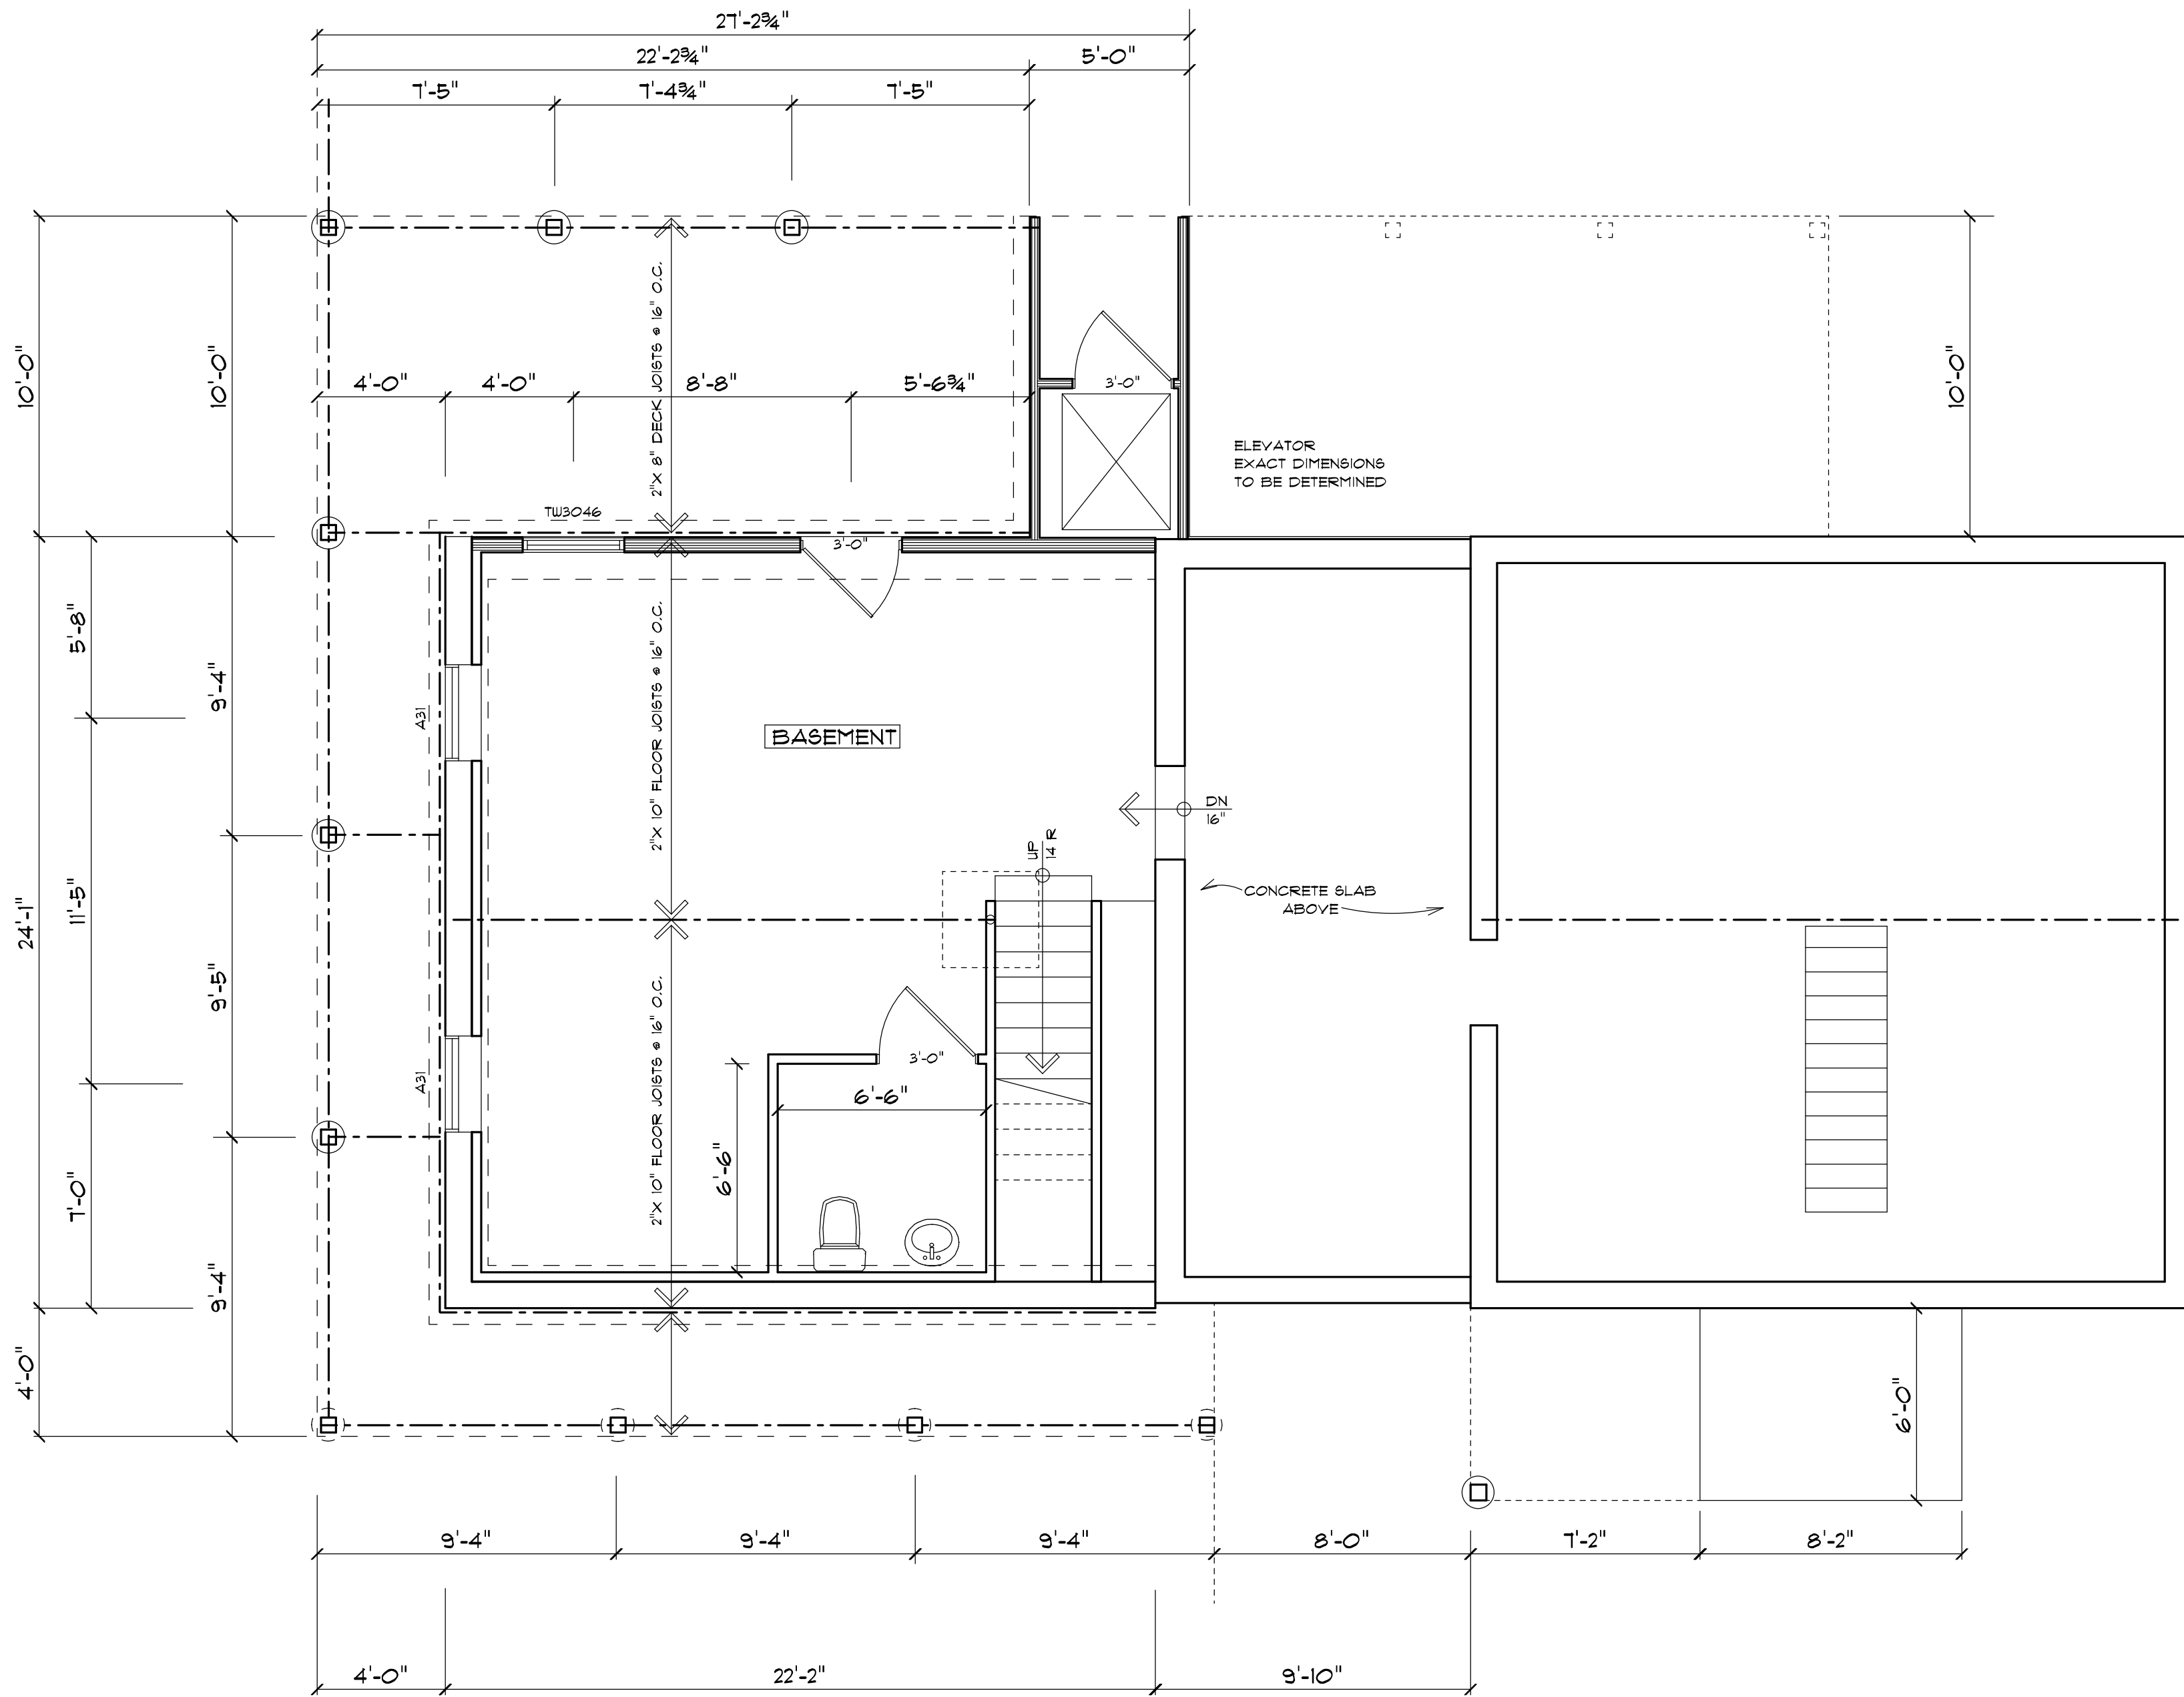 27'-2¾"
22'-2¾"
5'-0"
7'-5"
7'-4¾"
7'-5"
10'-0"
10'-0"
10'-0"
4'-0"
4'-0"
8'-8"
5'-6¾"
3'-0"
2"X 8" DECK JOISTS @ 16" O.C.
ELEVATOR
EXACT DIMENSIONS
TO BE DETERMINED
TW3046
3'-0"
5'-8"
9'-4"
A31
2"X 10" FLOOR JOISTS @ 16" O.C.
BASEMENT
DN
16"
UP
14 R
CONCRETE SLAB
ABOVE
24'-1"
11'-5"
9'-5"
A31
2"X 10" FLOOR JOISTS @ 16" O.C.
3'-0"
6'-6"
6'-6"
7'-0"
9'-4"
4'-0"
6'-0"
9'-4"
9'-4"
9'-4"
8'-0"
7'-2"
8'-2"
4'-0"
22'-2"
9'-10"